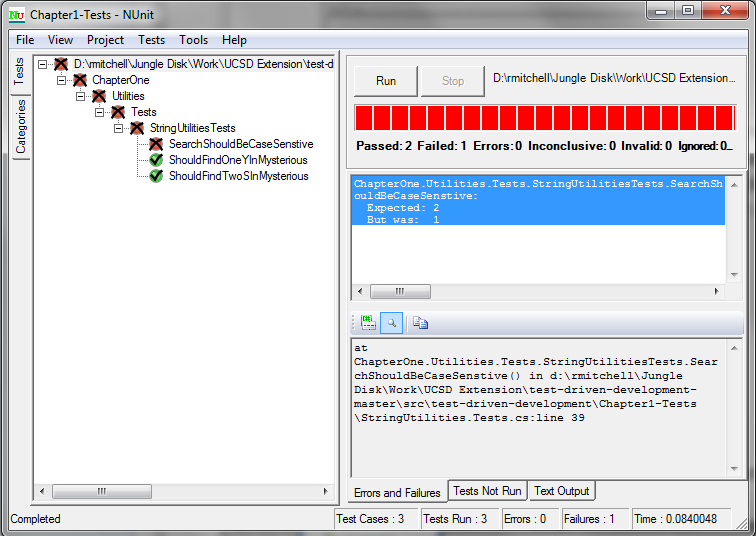 NU Chapter1-Tests - NUnit
File View Project Tests Tools Help
Tests
Categories
D:\rmitchell\Jungle Disk\Work\UCSD Extension\test-d
ChapterOne
Utilities
Tests
StringUtilitiesTests
SearchShouldBeCaseSenstive
ShouldFindOneYInMysterious
ShouldFindTwoSInMysterious
Run Stop D:\rmitchell\Jungle Disk\Work\UCSD Extension...
Passed: 2 Failed: 1 Errors: 0 Inconclusive: 0 Invalid: 0 Ignored: 0...
ChapterOne.Utilities.Tests.StringUtilitiesTests.SearchSh
ouldBeCaseSenstive:
Expected: 2
But was: 1
at
ChapterOne.Utilities.Tests.StringUtilitiesTests.Sear
chShouldBeCaseSenstive() in d:\rmitchell\Jungle
Disk\Work\UCSD Extension\test-driven-development-
master\src\test-driven-development\Chapter1-Tests
\StringUtilities.Tests.cs:line 39
Errors and Failures Tests Not Run Text Output
Completed Test Cases : 3 Tests Run : 3 Errors : 0 Failures : 1 Time : 0.0840048